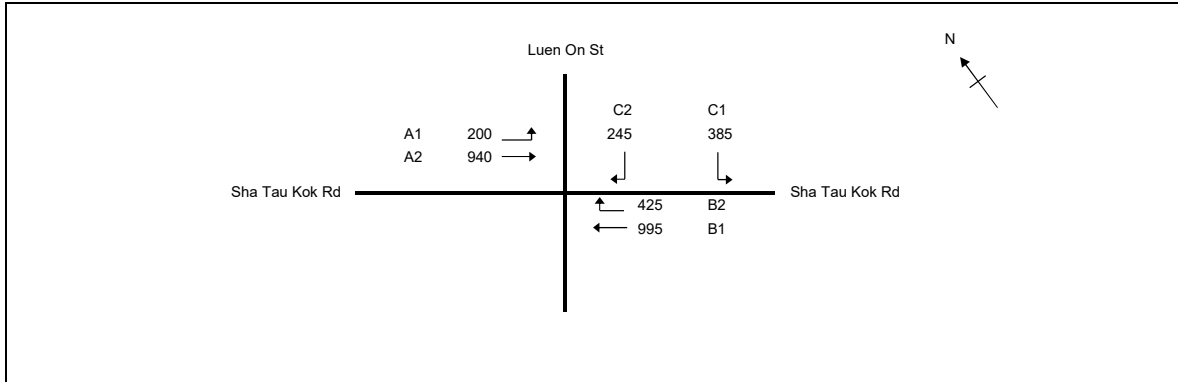 Luen On St
N
C2 C1
A1 200 245 385
A2 940
Sha Tau Kok Rd Sha Tau Kok Rd
425 B2
995 B1